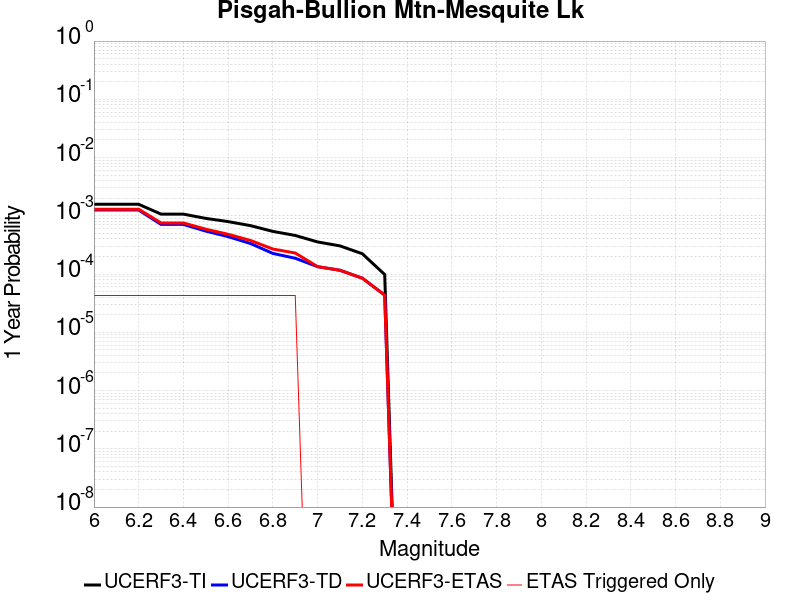 Pisgah-Bullion Mtn-Mesquite Lk
10^0
10^-1
10^-2
10^-3
10^-4
10^-5
10^-6
10^-7
10^-8
1 Year Probability
6 6.2 6.4 6.6 6.8 7 7.2 7.4 7.6 7.8 8 8.2 8.4 8.6 8.8 9
Magnitude
UCERF3-TI UCERF3-TD UCERF3-ETAS ETAS Triggered Only